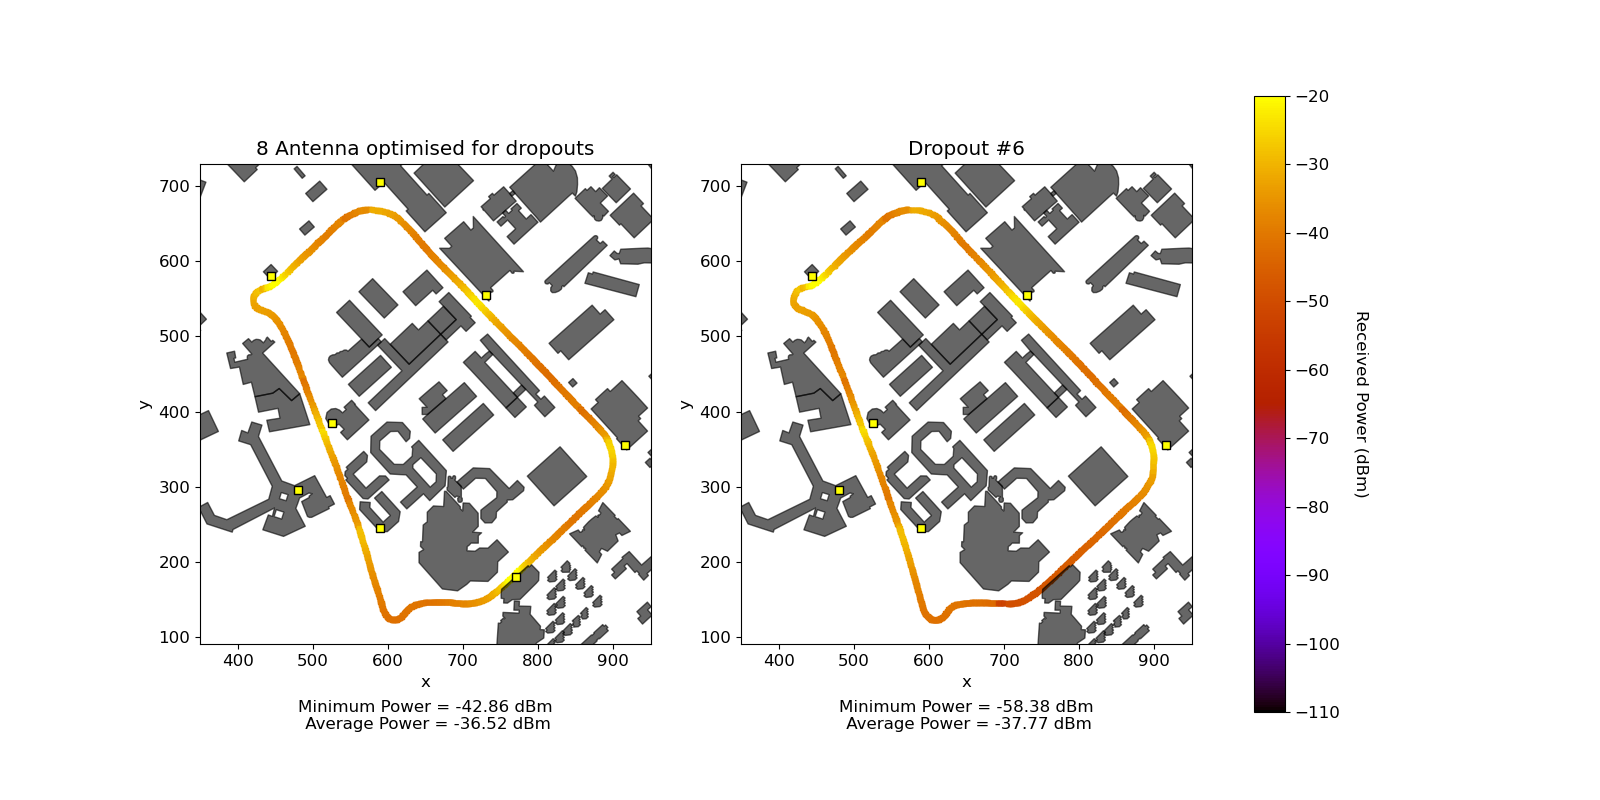 8 Antenna optimised for dropouts
700
600
500
400
300
200
100
y
400 500 600 700 800 900
x
Minimum Power = -42.86 dBm
Average Power = -36.52 dBm
Dropout #6
700
600
500
400
300
200
100
y
400 500 600 700 800 900
x
Minimum Power = -58.38 dBm
Average Power = -37.77 dBm
−20
−30
−40
−50
−60
−70
−80
−90
−100
−110
Received Power (dBm)